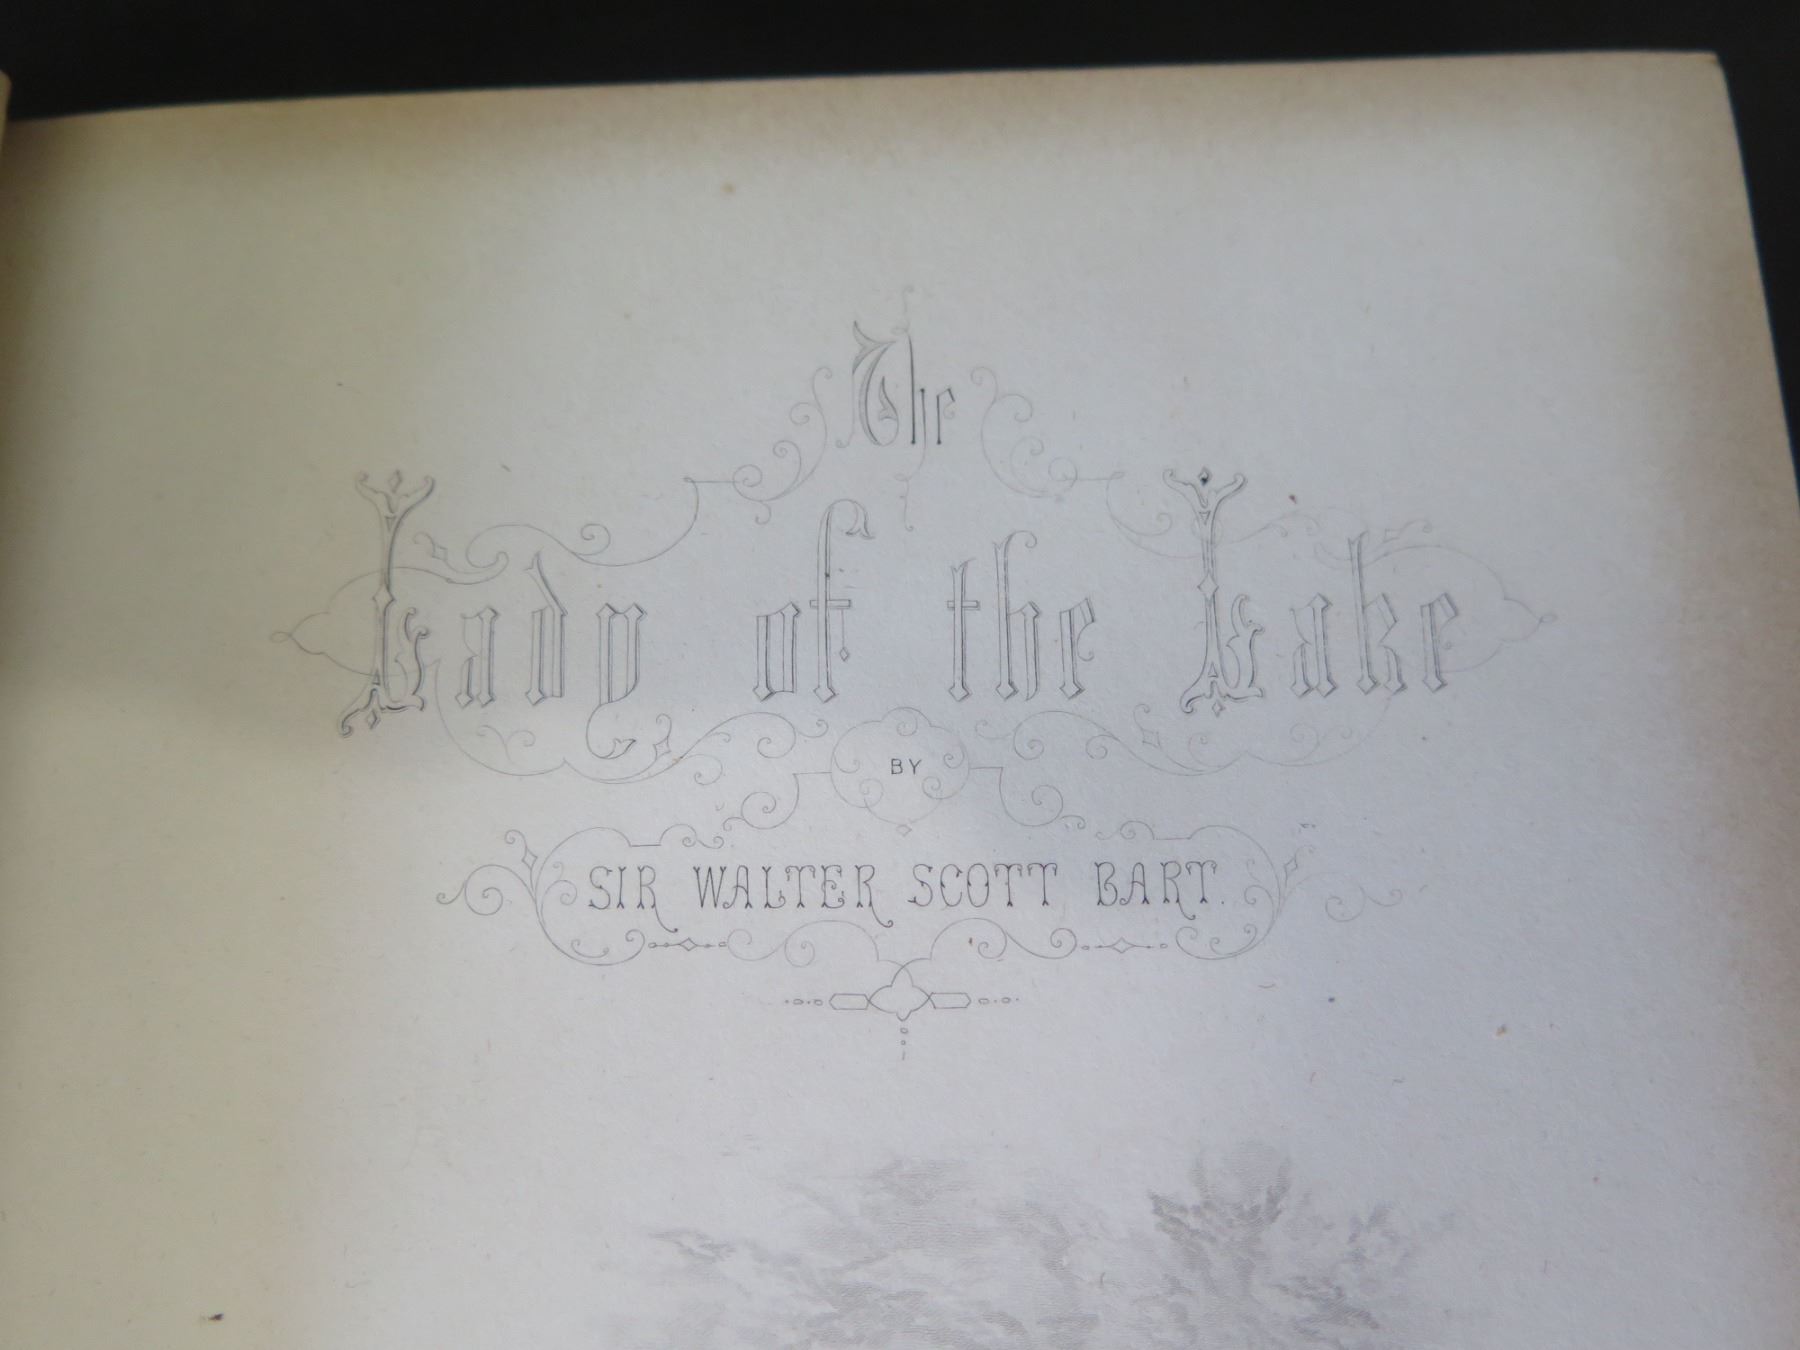 The
Lady of the Lake
BY
SIR WALTER SCOTT BART.